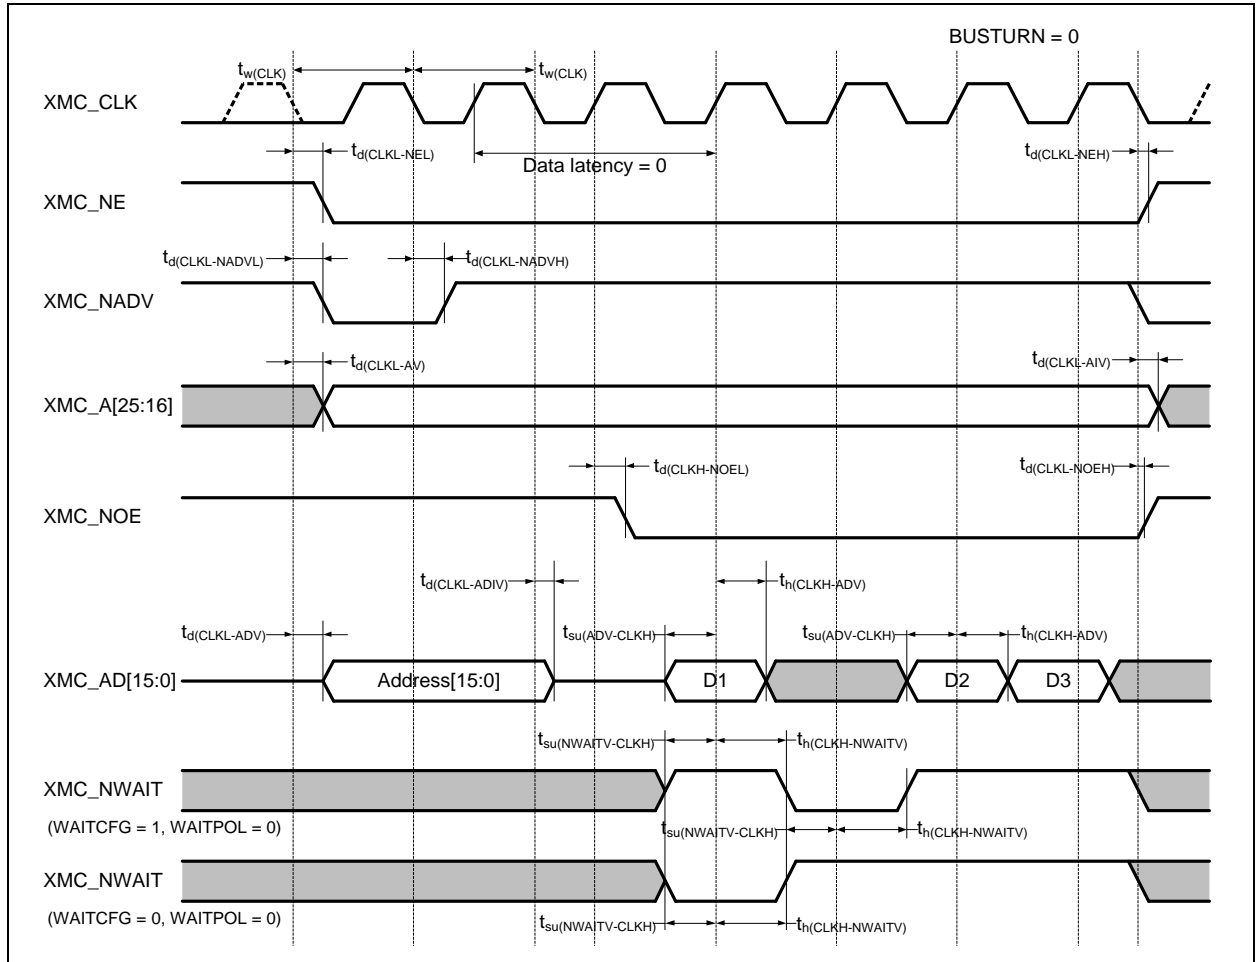 BUSTURN = 0
tw(CLK) tw(CLK)
XMC_CLK
td(CLKL-NEL) Data latency = 0 td(CLKL-NEH)
XMC_NE
td(CLKL-NADVL) td(CLKL-NADVH)
XMC_NADV
td(CLKL-AV) td(CLKL-AIV)
XMC_A[25:16]
td(CLKH-NOEL) td(CLKL-NOEH)
XMC_NOE
td(CLKL-ADIV) th(CLKH-ADV)
td(CLKL-ADV) tsu(ADV-CLKH) tsu(ADV-CLKH) th(CLKH-ADV)
XMC_AD[15:0] Address[15:0] D1 D2 D3
tsu(NWAITV-CLKH) th(CLKH-NWAITV)
XMC_NWAIT
(WAITCFG = 1, WAITPOL = 0) tsu(NWAITV-CLKH) th(CLKH-NWAITV)
XMC_NWAIT
(WAITCFG = 0, WAITPOL = 0) tsu(NWAITV-CLKH) th(CLKH-NWAITV)